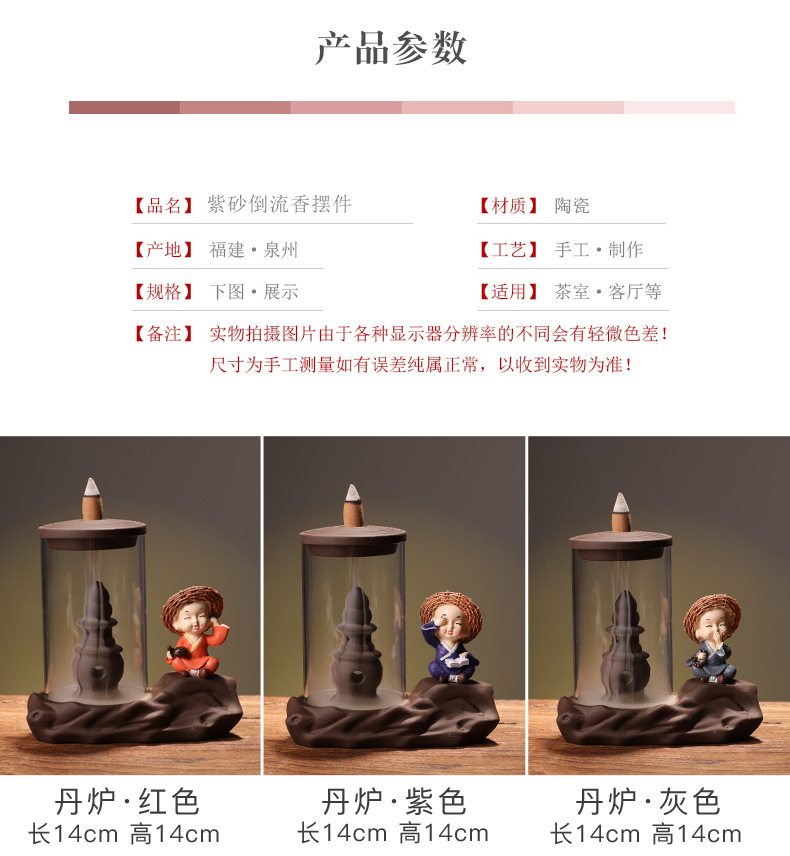 产品参数
【品名】 紫砂倒流香摆件 【材质】 陶瓷
【产地】 福建·泉州 【工艺】 手工·制作
【规格】 下图·展示 【适用】 茶室·客厅等
【备注】 实物拍摄图片由于各种显示器分辨率的不同会有轻微色差！
尺寸为手工测量如有误差纯属正常，以收到实物为准！
丹炉·红色 丹炉·紫色 丹炉·灰色
长14cm 高14cm 长14cm 高14cm 长14cm 高14cm